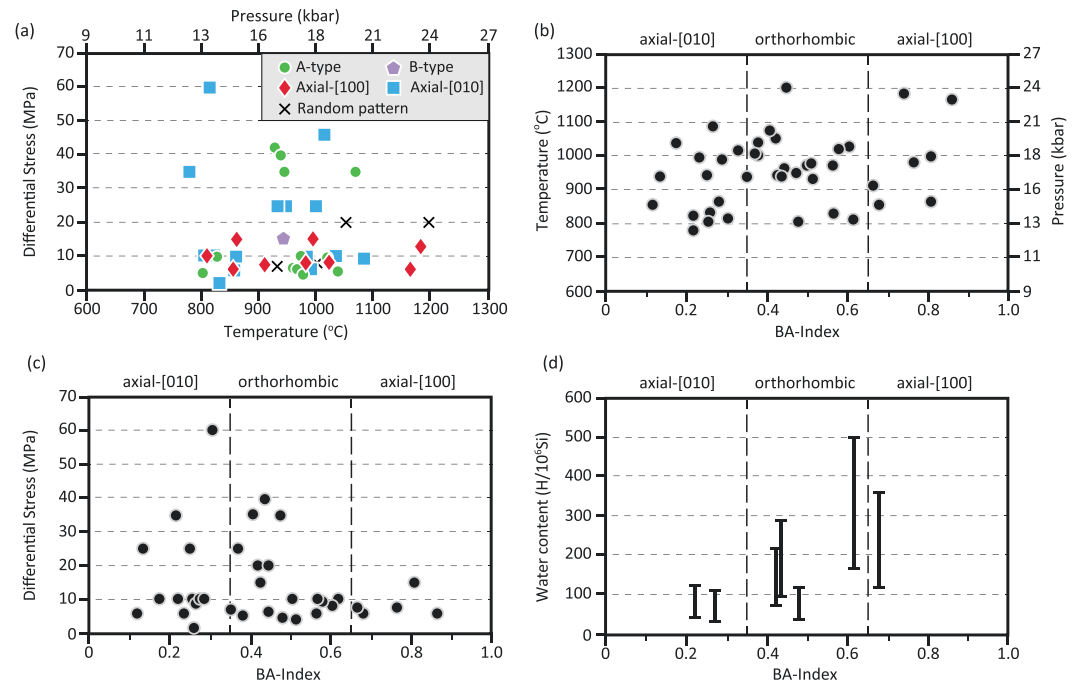 (a)
Pressure (kbar)
9 11 13 14 16 18 20 21 23 24 27
70
60
50
40
30
20
10
0
Differential Stress (MPa)
A-type B-type
Axial-[100] Axial-[010]
Random pattern
600 700 800 900 1000 1100 1200 1300
Temperature (°C)
(b)
axial-[010] orthorhombic axial-[100]
1300
1200
1100
1000
900
800
700
600
Temperature (°C)
27
24
21
18
16
13
11
9
Pressure (kbar)
0 0.2 0.4 0.6 0.8 1.0
BA-Index
(c)
axial-[010] orthorhombic axial-[100]
70
60
50
40
30
20
10
0
Differential Stress (MPa)
0 0.2 0.4 0.6 0.8 1.0
BA-Index
(d)
axial-[010] orthorhombic axial-[100]
600
500
400
300
200
100
0
Water content (H/10⁶Si)
0 0.2 0.4 0.6 0.8 1.0
BA-Index